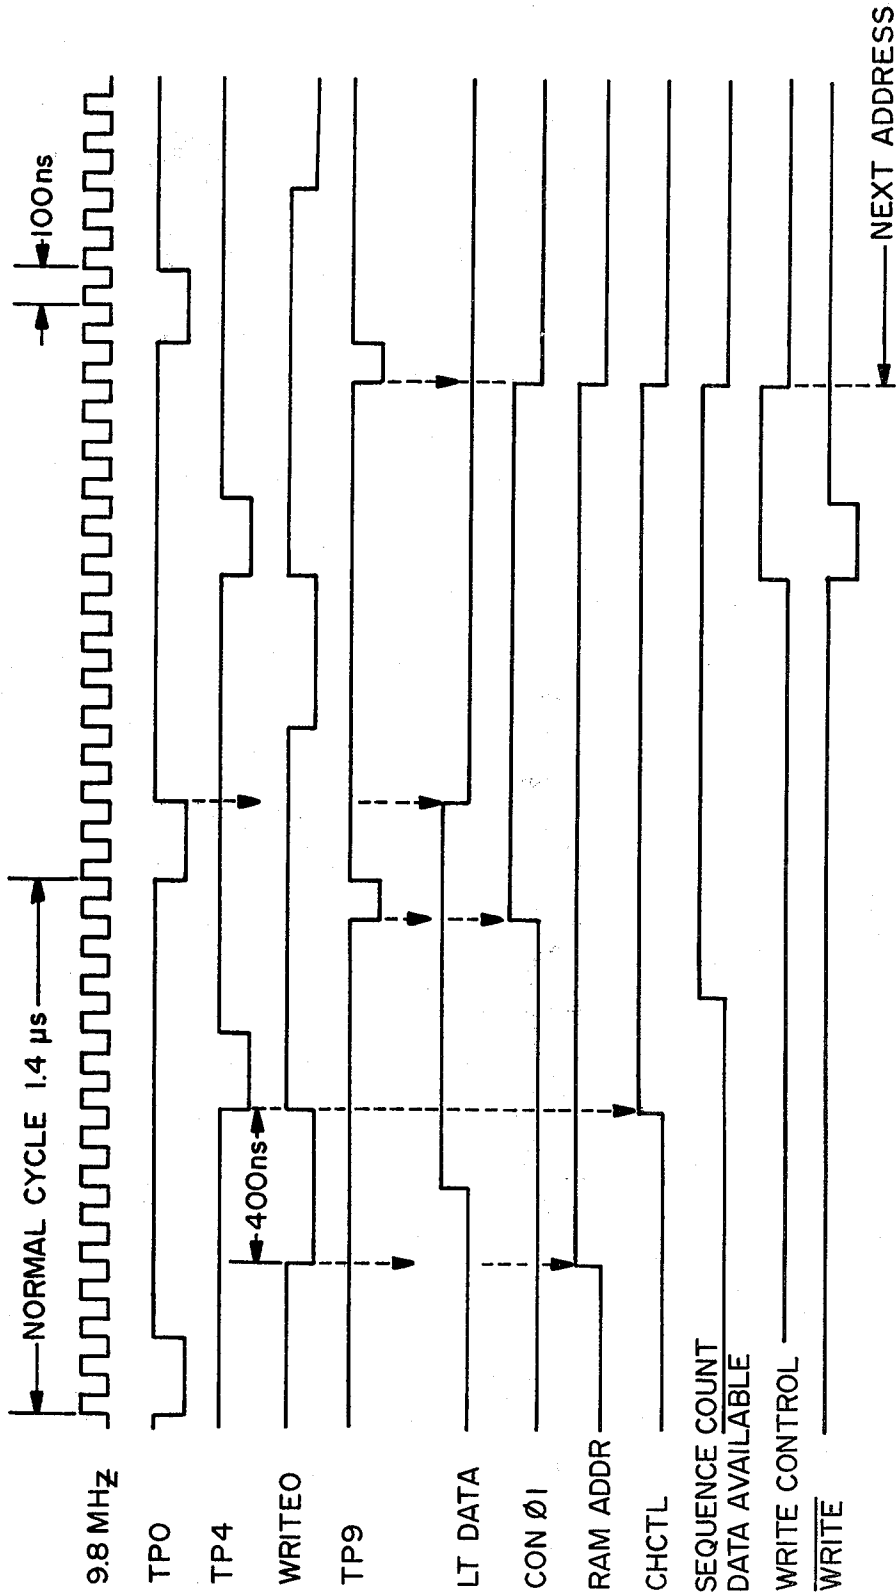 NORMAL CYCLE 1.4 µs
100ns
9.8 MHZ
TP0
TP4
400ns
WRITE0
TP9
LT DATA
CON Ø1
RAM ADDR
CHCTL
SEQUENCE COUNT
DATA AVAILABLE
WRITE CONTROL
WRITE
NEXT ADDRESS